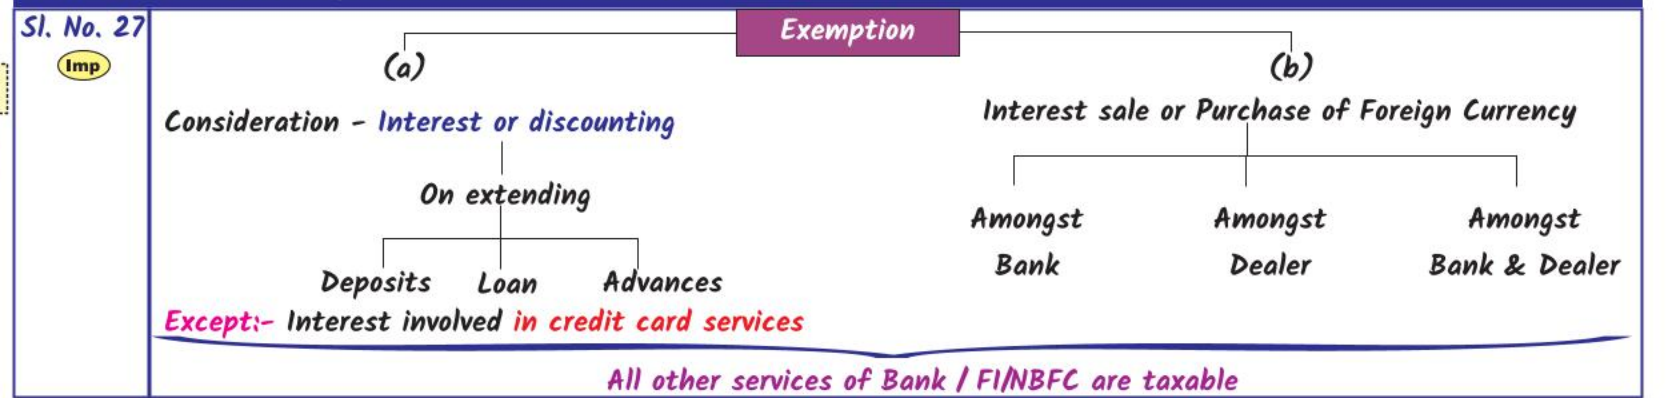 Sl. No. 27
Imp
Exemption
(a)
Consideration - Interest or discounting
On extending
Deposits Loan Advances
Except:- Interest involved in credit card services
(b)
Interest sale or Purchase of Foreign Currency
Amongst Amongst Amongst
Bank Dealer Bank & Dealer
All other services of Bank / FI/NBFC are taxable